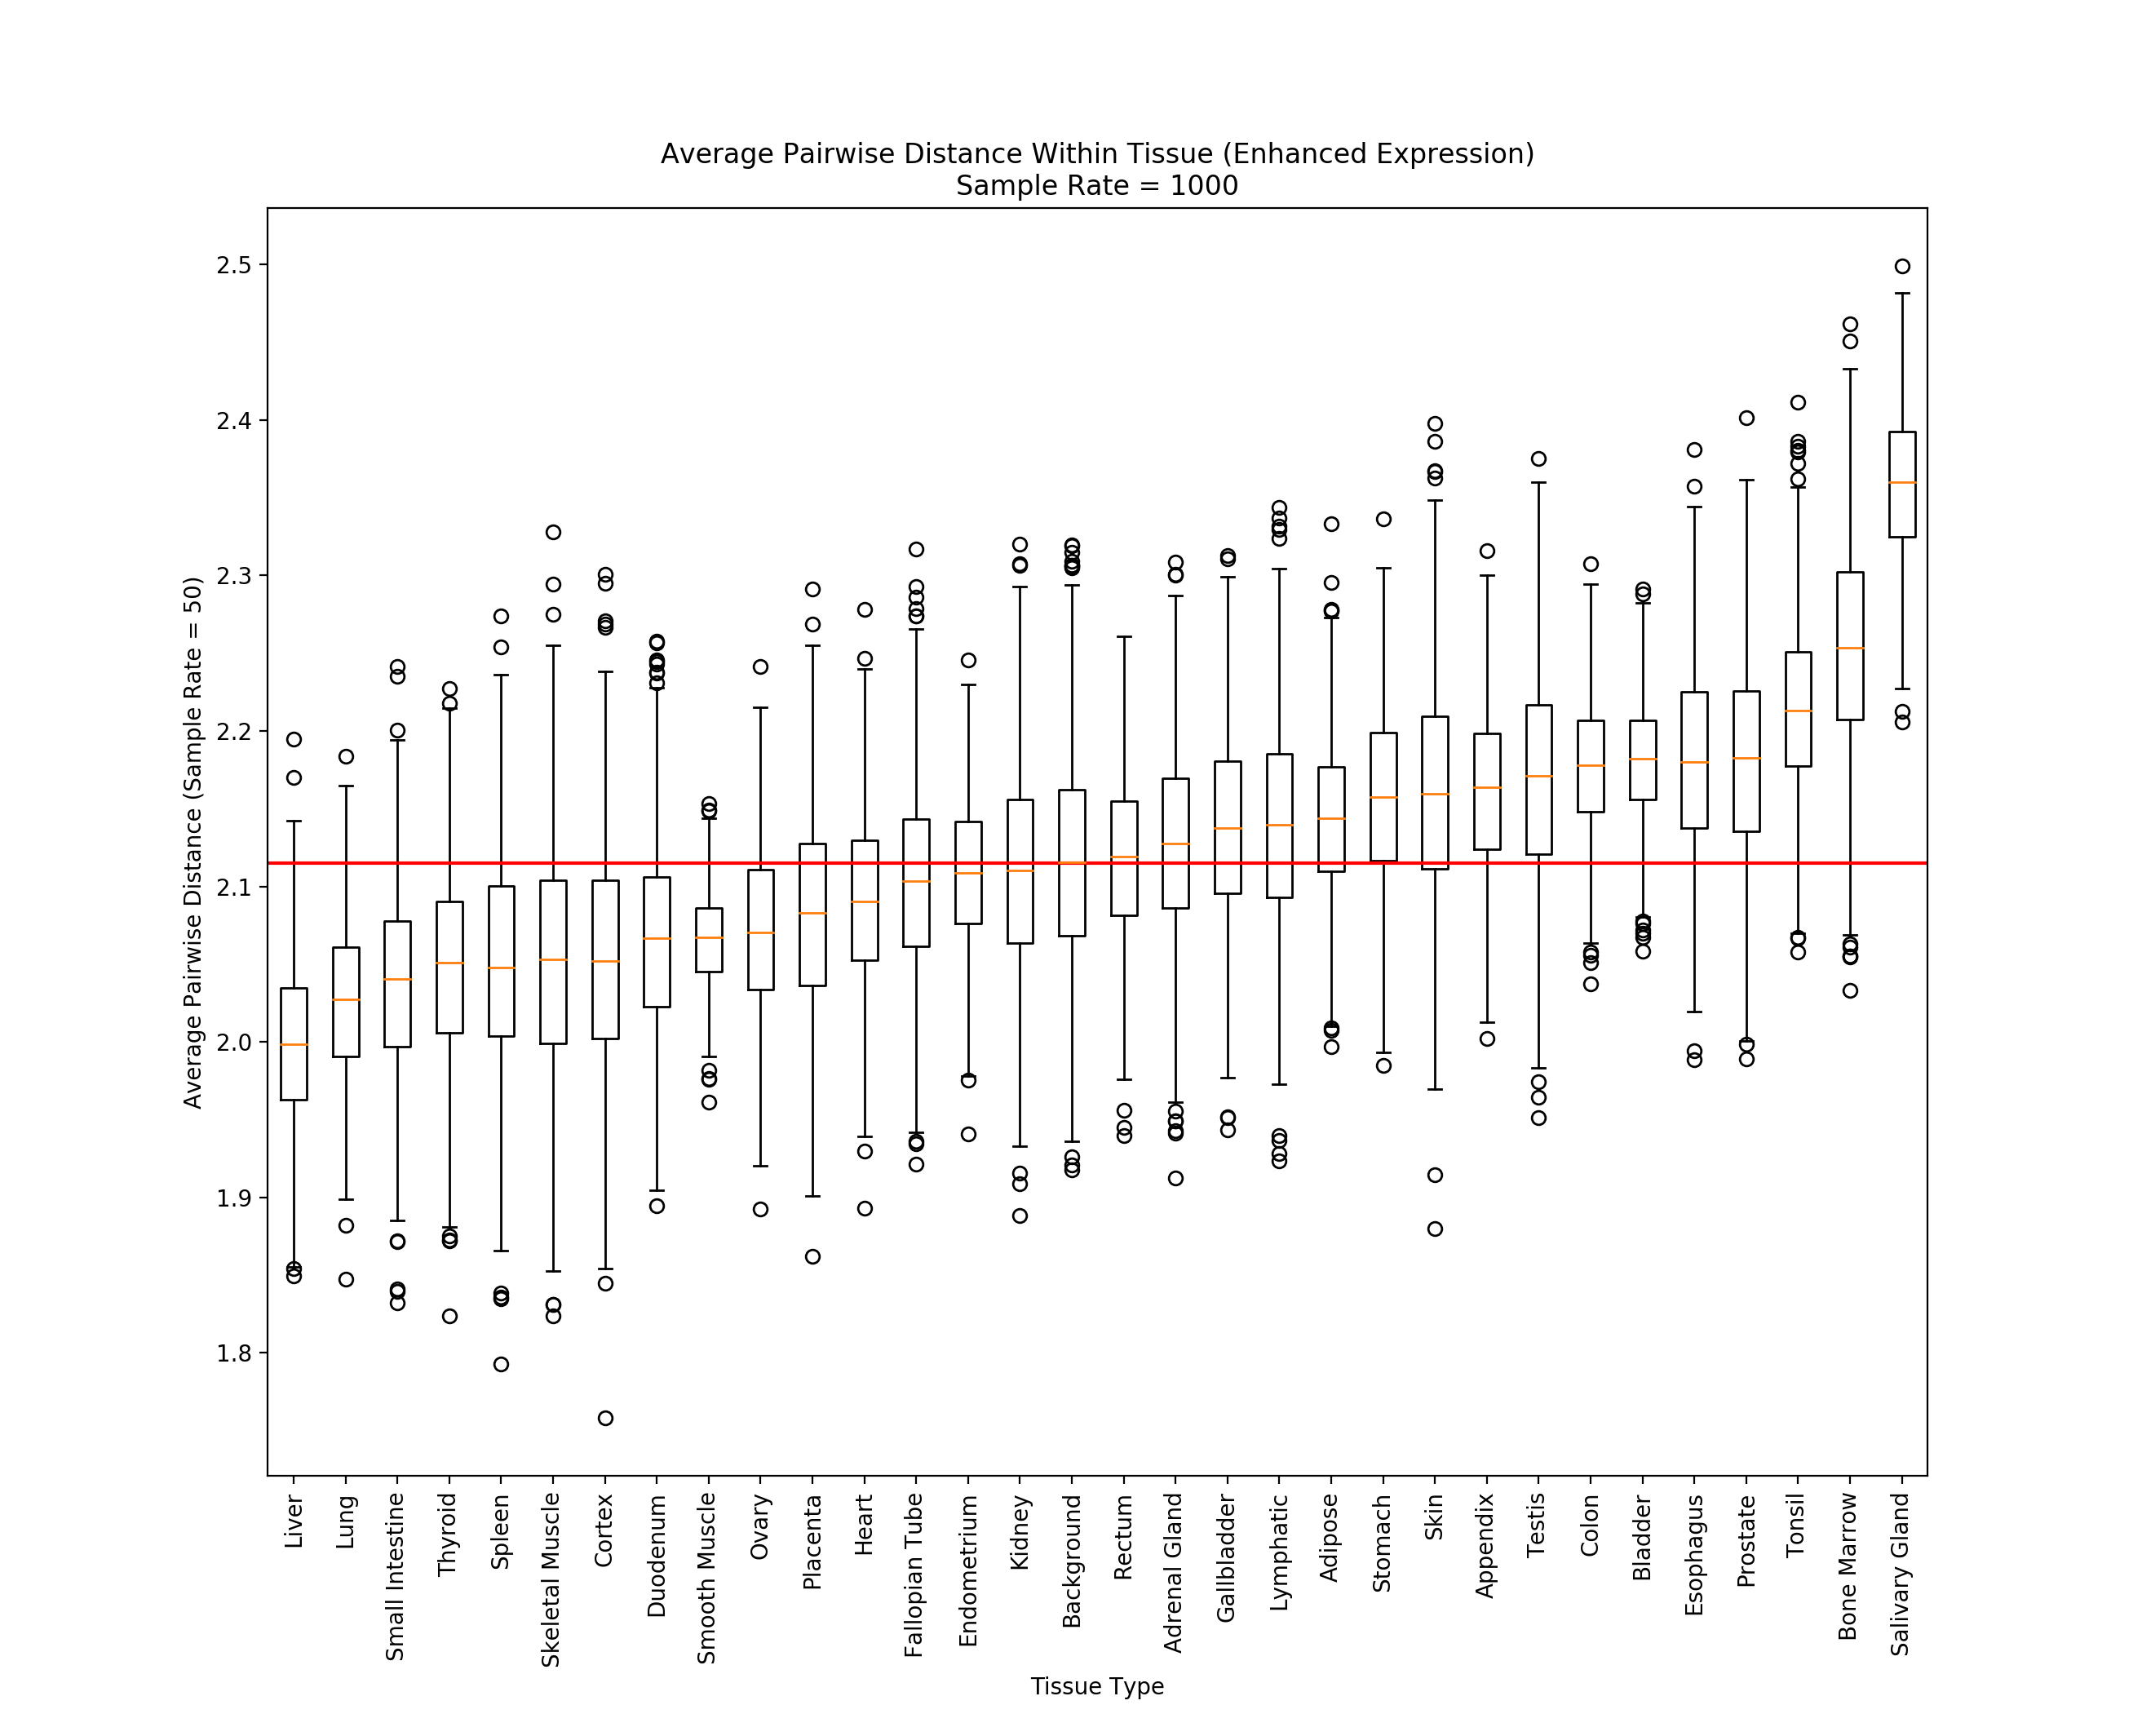 Average Pairwise Distance Within Tissue (Enhanced Expression)
Sample Rate = 1000
Average Pairwise Distance (Sample Rate = 50)
2.5
2.4
2.3
2.2
2.1
2.0
1.9
1.8
Liver
Lung
Small Intestine
Thyroid
Spleen
Skeletal Muscle
Cortex
Duodenum
Smooth Muscle
Ovary
Placenta
Heart
Fallopian Tube
Endometrium
Kidney
Background
Rectum
Adrenal Gland
Gallbladder
Lymphatic
Adipose
Stomach
Skin
Appendix
Testis
Colon
Bladder
Esophagus
Prostate
Tonsil
Bone Marrow
Salivary Gland
Tissue Type